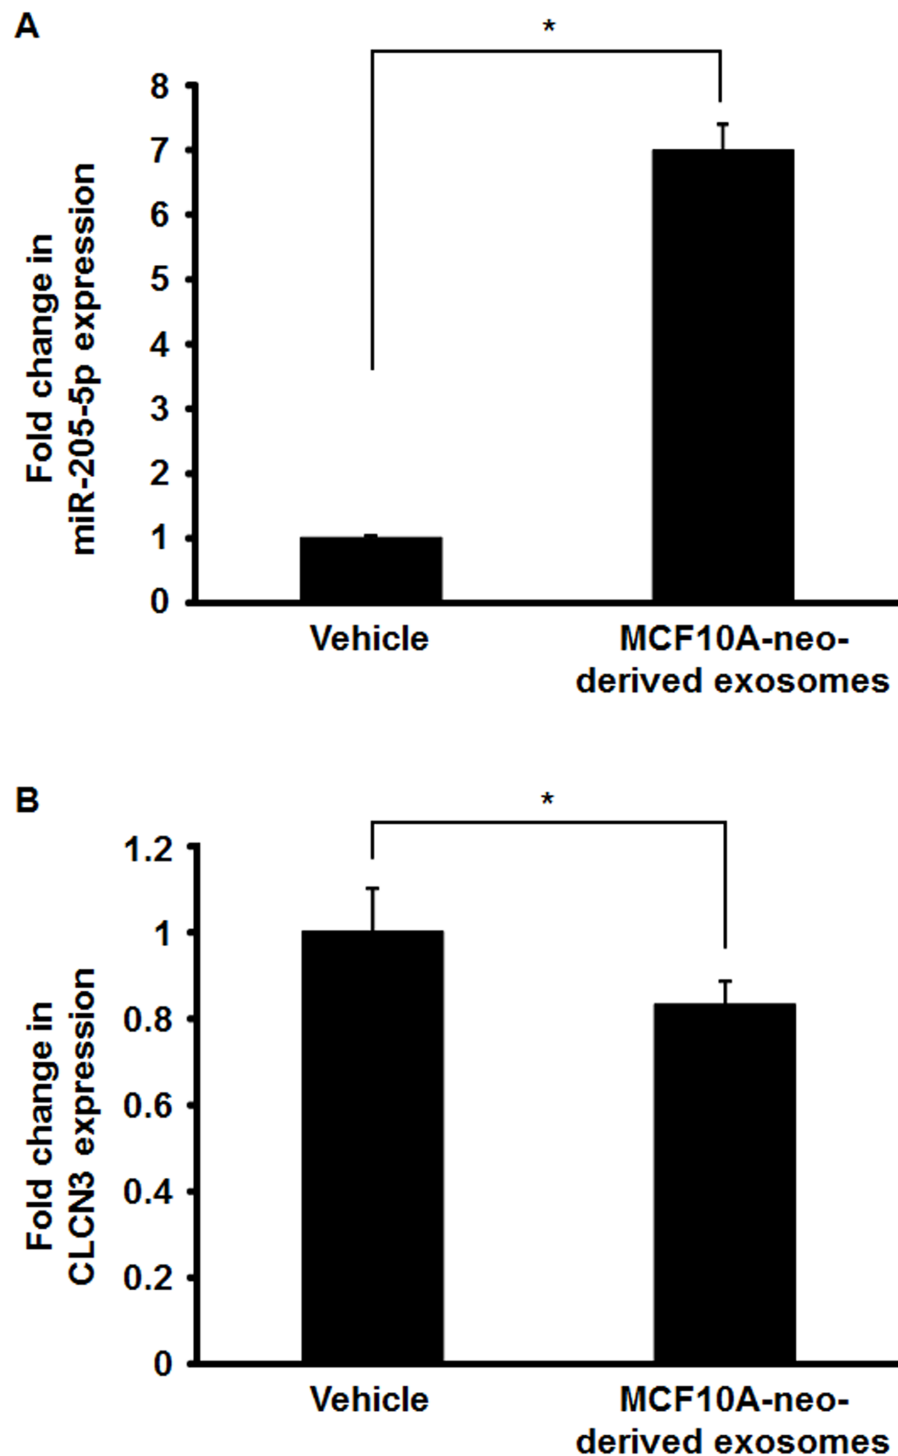 A
*
8
7
6
5
4
3
2
1
0
Fold change in
miR-205-5p expression
Vehicle
MCF10A-neo-
derived exosomes
B
*
1.2
1
0.8
0.6
0.4
0.2
0
Fold change in
CLCN3 expression
Vehicle
MCF10A-neo-
derived exosomes